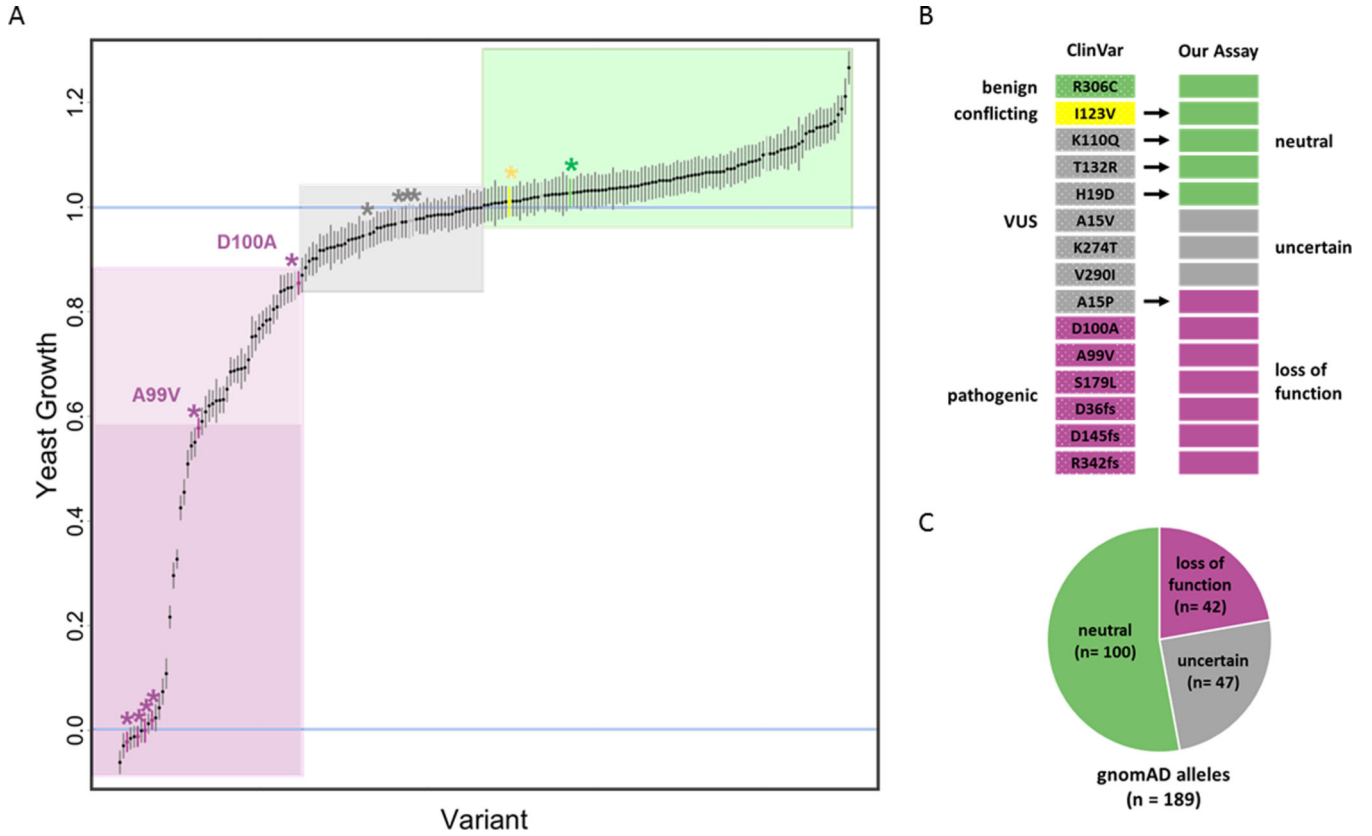 A
Yeast Growth
1.2
1.0
0.8
0.6
0.4
0.2
0.0
D100A
*
A99V
*
* * * *
* ***
*
*
Variant
B
ClinVar
Our Assay
benign
R306C
conflicting
I123V
K110Q
neutral
T132R
H19D
VUS
A15V
K274T
uncertain
V290I
A15P
D100A
A99V
loss of
function
S179L
pathogenic
D36fs
D145fs
R342fs
C
loss of
function
(n= 42)
neutral
(n= 100)
uncertain
(n= 47)
gnomAD alleles
(n = 189)